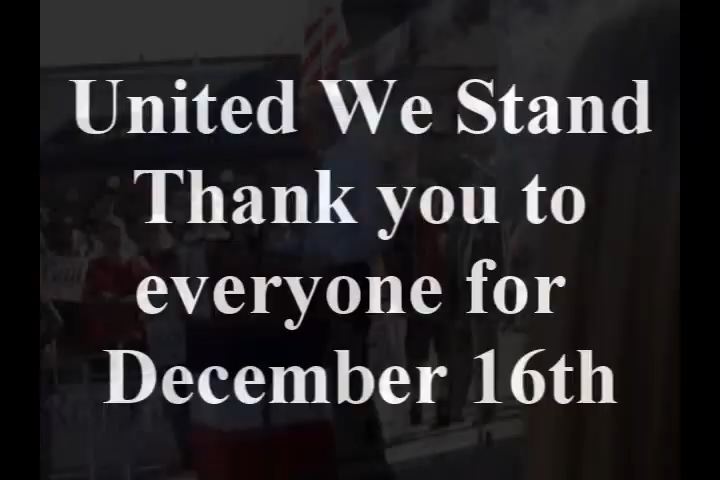 United We Stand
Thank you to
everyone for
December 16th